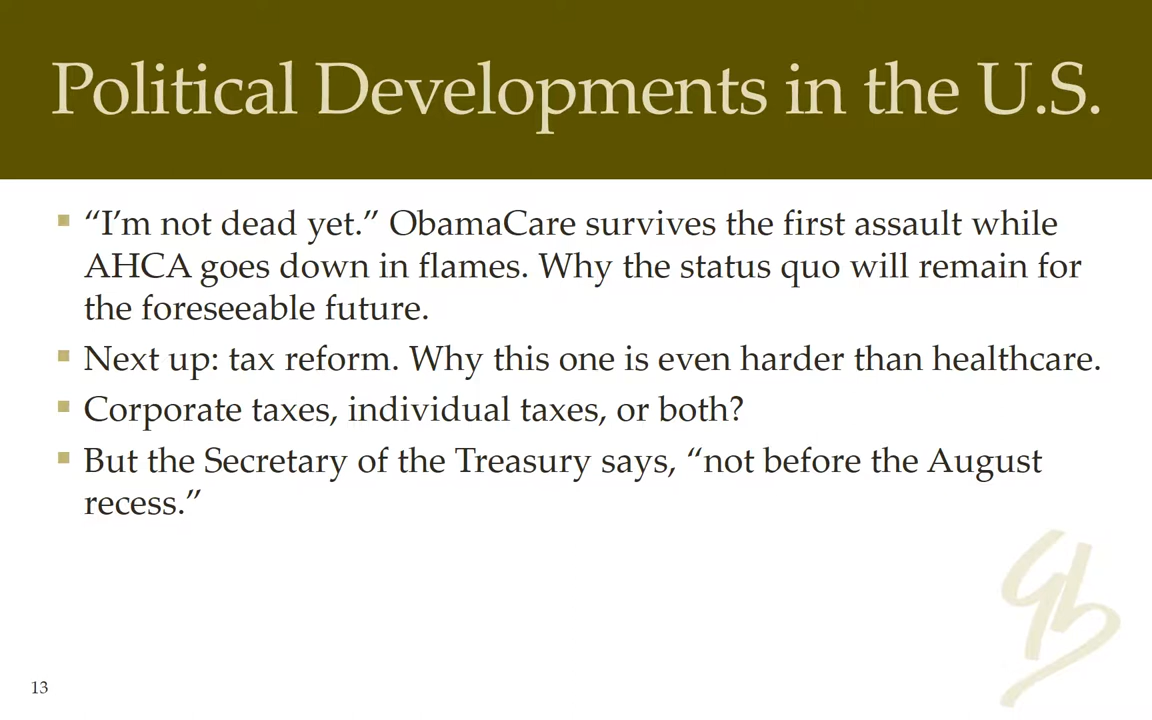 Political Developments in the U.S.
▪ “I’m not dead yet.” ObamaCare survives the first assault while
AHCA goes down in flames. Why the status quo will remain for
the foreseeable future.
▪ Next up: tax reform. Why this one is even harder than healthcare.
▪ Corporate taxes, individual taxes, or both?
▪ But the Secretary of the Treasury says, “not before the August
recess.”
13